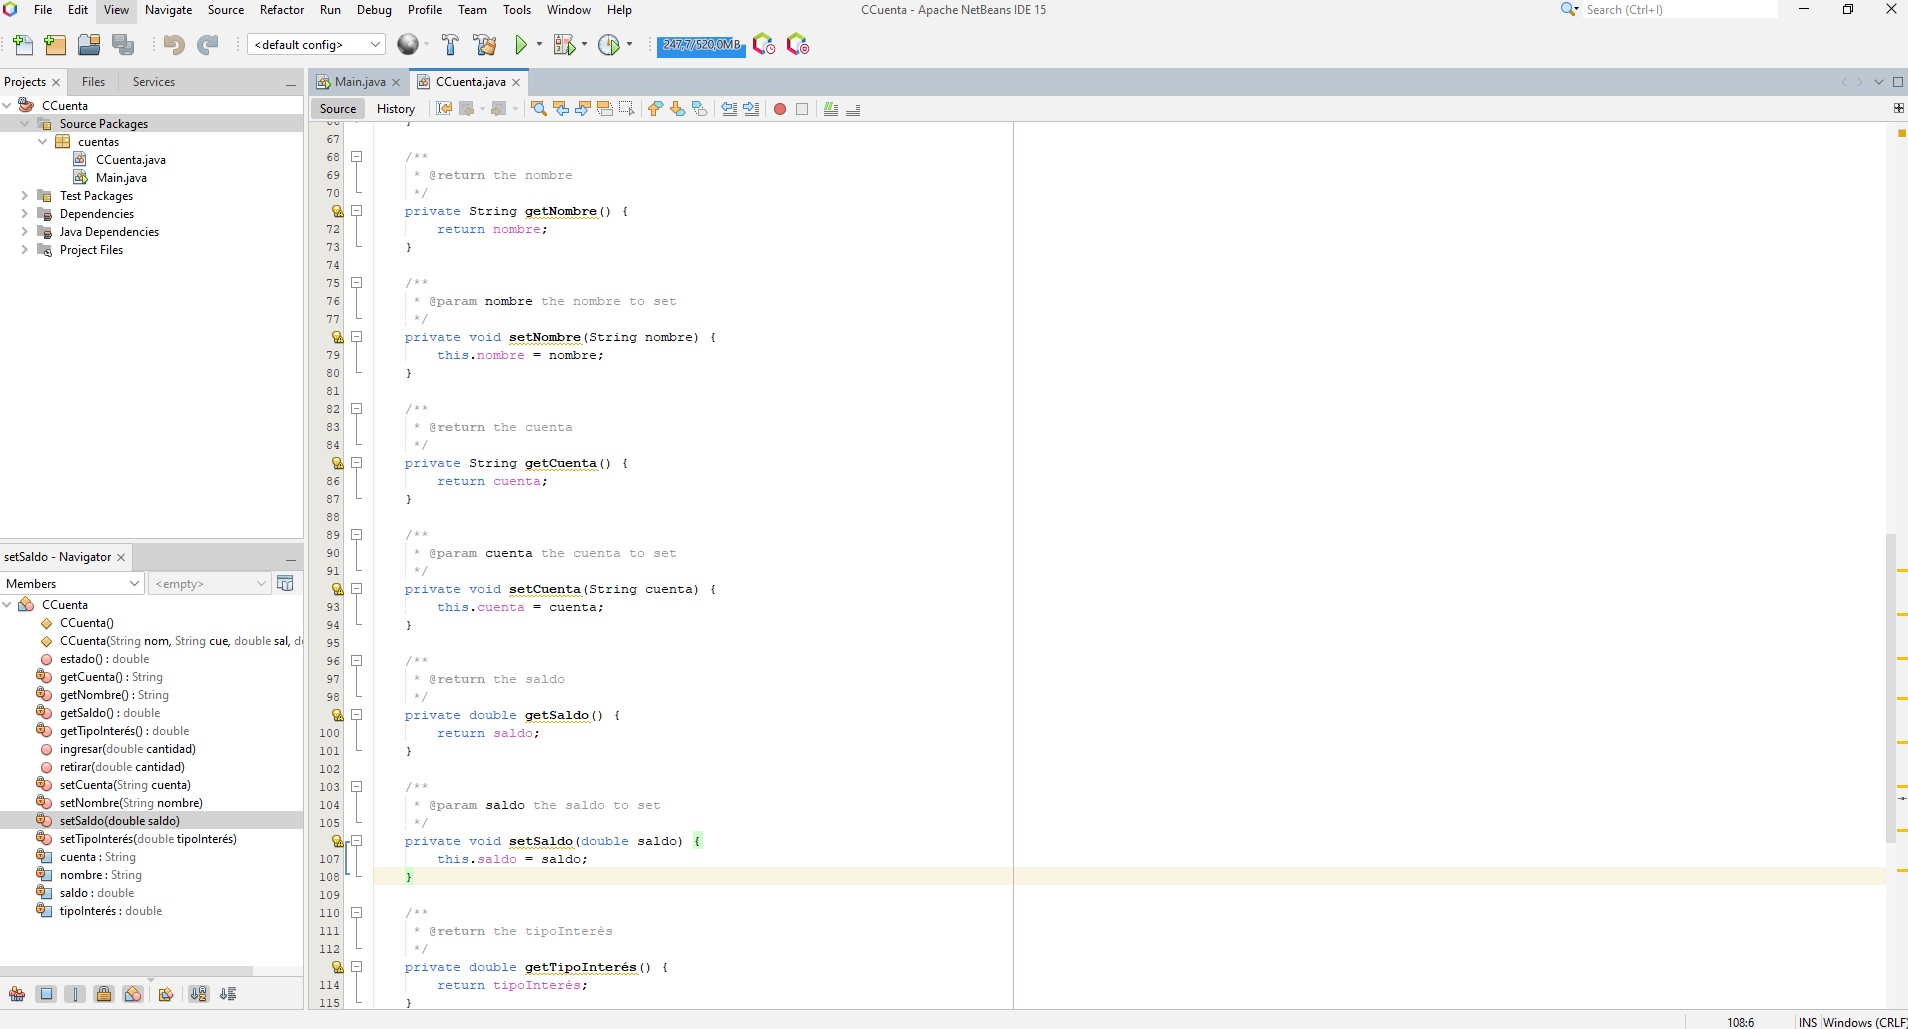 File Edit View Navigate Source Refactor Run Debug Profile Team Tools Window Help
CCuenta - Apache NetBeans IDE 15
Search (Ctrl+I)
<default config>
247,7/520,0MB
Projects Files Services
CCuenta
Source Packages
cuentas
CCuenta.java
Main.java
Test Packages
Dependencies
Java Dependencies
Project Files
setSaldo - Navigator
Members <empty>
CCuenta
CCuenta()
CCuenta(String nom, String cue, double sal, d
estado() : double
getCuenta() : String
getNombre() : String
getSaldo() : double
getTipoInterés() : double
ingresar(double cantidad)
retirar(double cantidad)
setCuenta(String cuenta)
setNombre(String nombre)
setSaldo(double saldo)
setTipoInterés(double tipoInterés)
cuenta : String
nombre : String
saldo : double
tipoInterés : double
Main.java CCuenta.java
Source History
67
68 /**
69 * @return the nombre
70 */
private String getNombre() {
72 return nombre;
73 }
74
75 /**
76 * @param nombre the nombre to set
77 */
private void setNombre(String nombre) {
79 this.nombre = nombre;
80 }
81
82 /**
83 * @return the cuenta
84 */
private String getCuenta() {
86 return cuenta;
87 }
88
89 /**
90 * @param cuenta the cuenta to set
91 */
private void setCuenta(String cuenta) {
93 this.cuenta = cuenta;
94 }
95
96 /**
97 * @return the saldo
98 */
private double getSaldo() {
100 return saldo;
101 }
102
103 /**
104 * @param saldo the saldo to set
105 */
private void setSaldo(double saldo) {
107 this.saldo = saldo;
108 }
109
110 /**
111 * @return the tipoInterés
112 */
private double getTipoInterés() {
114 return tipoInterés;
115 }
108:6 INS Windows (CRLF